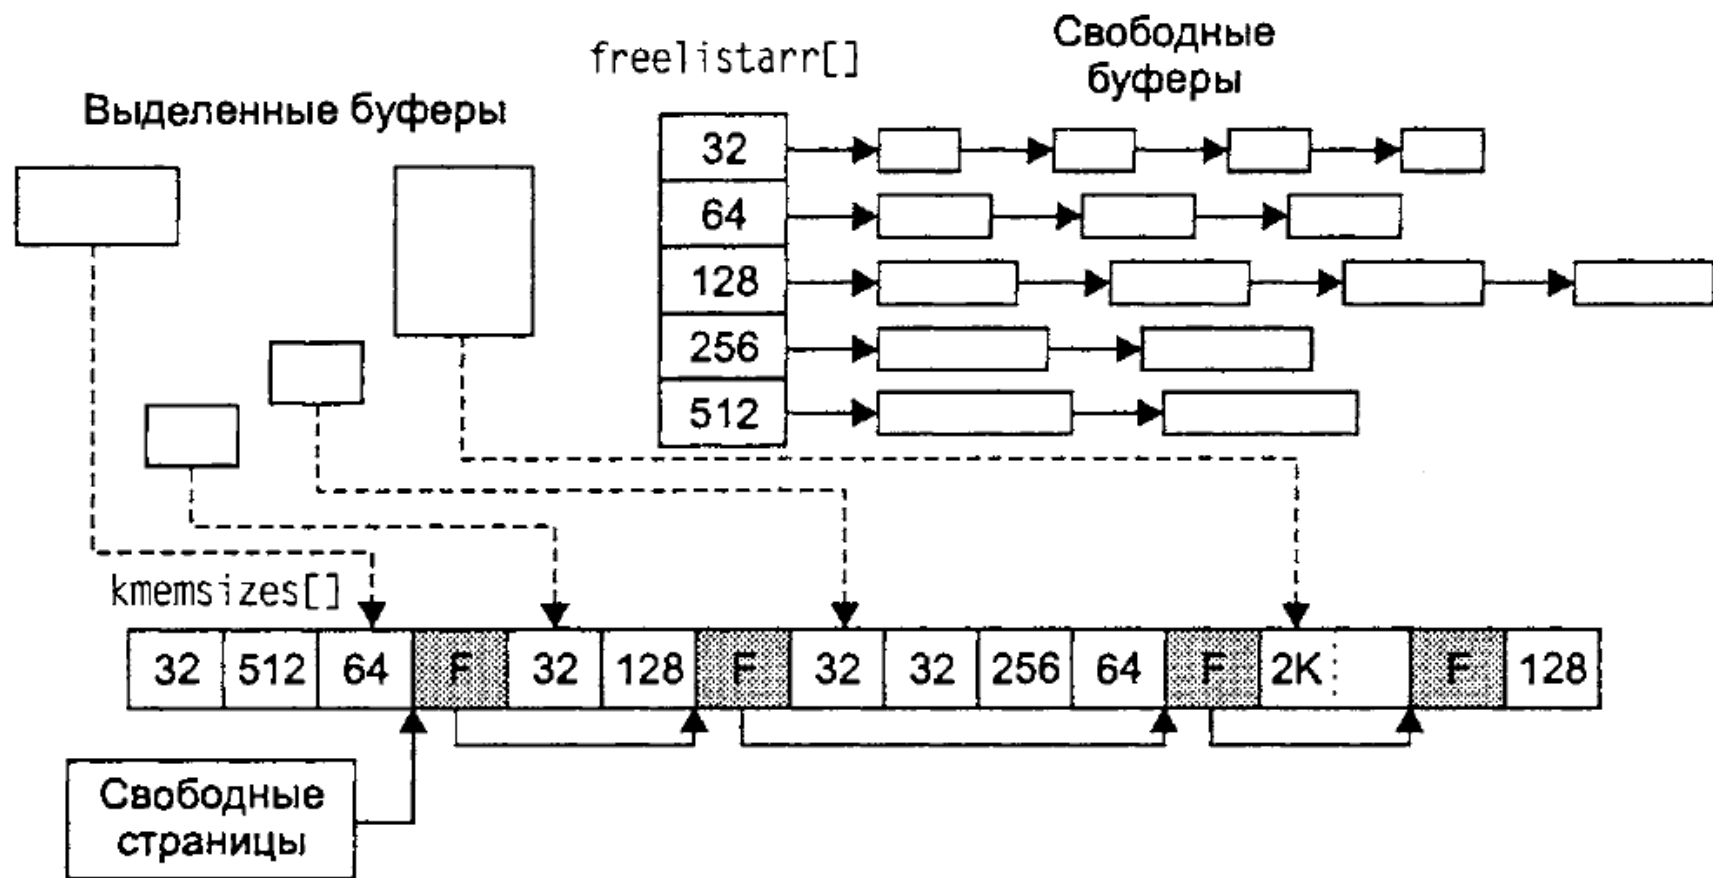 Выделенные буферы
freelistarr[]
Свободные
буферы
32
64
128
256
512
kmemsizes[]
32 512 64 F 32 128 F 32 32 256 64 F 2K F 128
Свободные
страницы